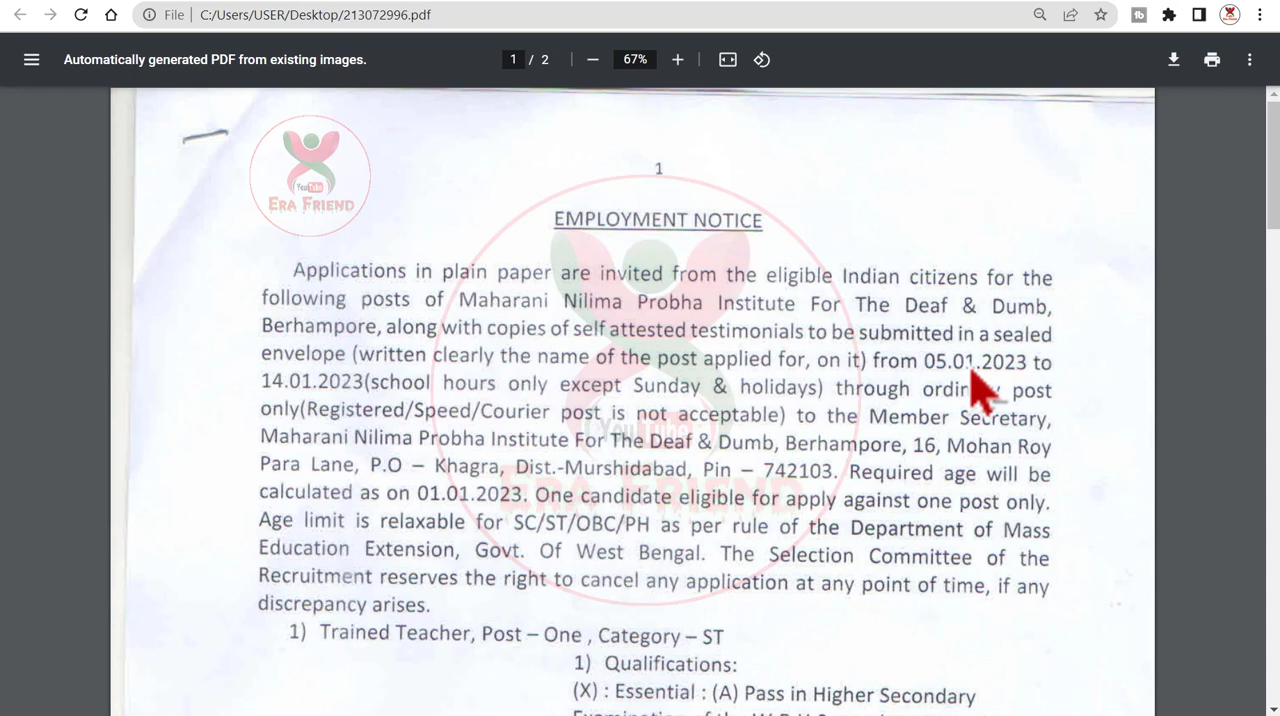 File
C:/Users/USER/Desktop/213072996.pdf
Automatically generated PDF from existing images.
1 / 2
67%
YouTube
ERA FRIEND
1
EMPLOYMENT NOTICE
Applications in plain paper are invited from the eligible Indian citizens for the
following posts of Maharani Nilima Probha Institute For The Deaf & Dumb,
Berhampore, along with copies of self attested testimonials to be submitted in a sealed
envelope (written clearly the name of the post applied for, on it) from 05.01.2023 to
14.01.2023(school hours only except Sunday & holidays) through post
only(Registered/Speed/Courier post is not acceptable) to the Member Secretary,
Maharani Nilima Probha Institute For The Deaf & Dumb, Berhampore, 16, Mohan Roy
Para Lane, P.O – Khagra, Dist.-Murshidabad, Pin – 742103. Required age will be
calculated as on 01.01.2023. One candidate eligible for apply against one post only.
Age limit is relaxable for SC/ST/OBC/PH as per rule of the Department of Mass
Education Extension, Govt. Of West Bengal. The Selection Committee of the
Recruitment reserves the right to cancel any application at any point of time, if any
discrepancy arises.
YouTube
ERA FRIEND
1) Trained Teacher, Post – One , Category – ST
1) Qualifications:
(X) : Essential : (A) Pass in Higher Secondary